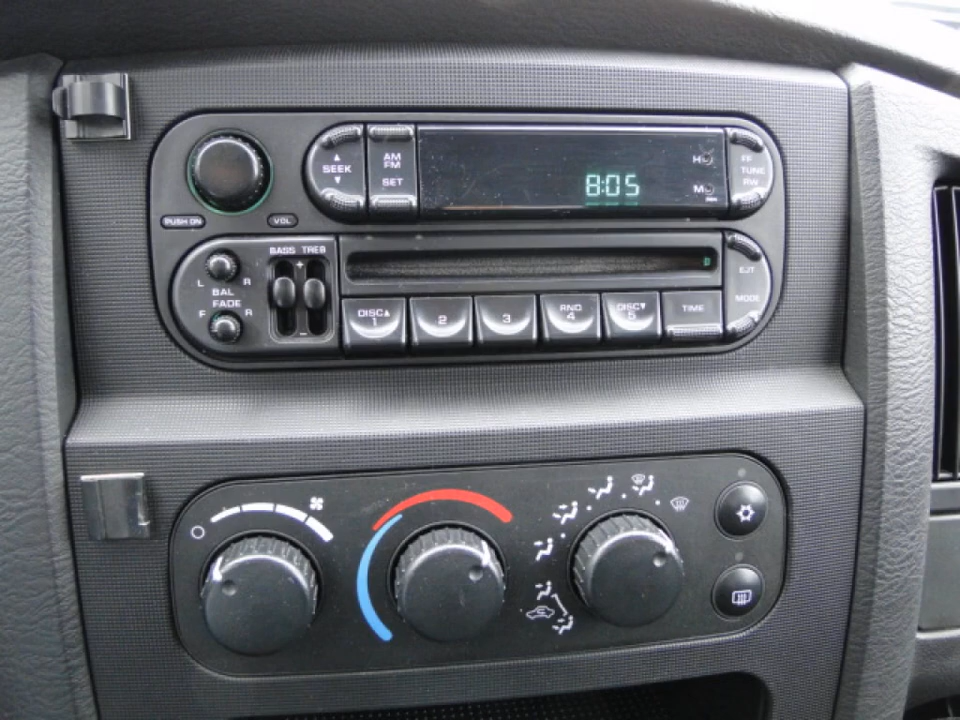 SEEK
AM
FM
SET
8:05
H
M
FF
TUNE
RW
PUSH ON
VOL
BASS TREB
L R
BAL
FADE
F R
DISC
1
2
3
RND
4
DISC
5
TIME
EJT
MODE